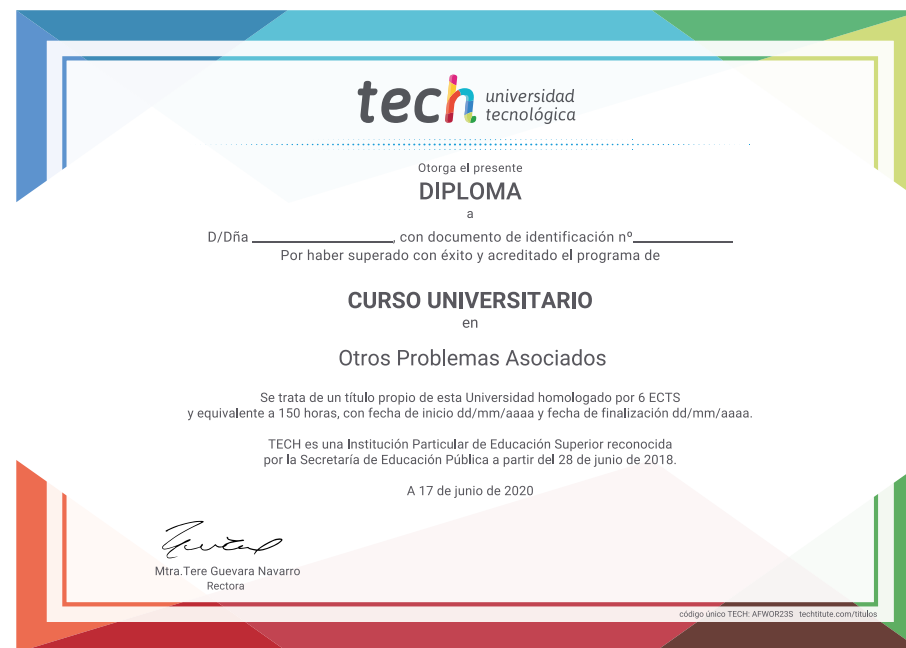 tech universidad
tecnológica
Otorga el presente
DIPLOMA
a
D/Dña ____________________, con documento de identificación nº______________
Por haber superado con éxito y acreditado el programa de
CURSO UNIVERSITARIO
en
Otros Problemas Asociados
Se trata de un título propio de esta Universidad homologado por 6 ECTS
y equivalente a 150 horas, con fecha de inicio dd/mm/aaaa y fecha de finalización dd/mm/aaaa.
TECH es una Institución Particular de Educación Superior reconocida
por la Secretaría de Educación Pública a partir del 28 de junio de 2018.
A 17 de junio de 2020
Mtra.Tere Guevara Navarro
Rectora
código único TECH: AFWOR23S techtitute.com/titulos